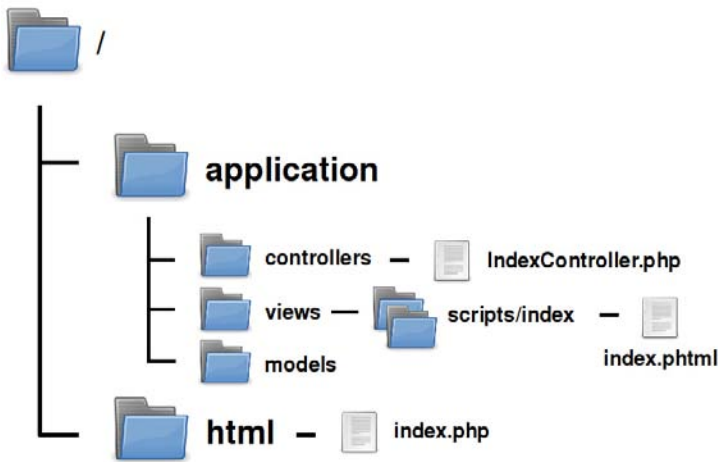 /
application
controllers
IndexController.php
views
scripts/index
index.phtml
models
html
index.php